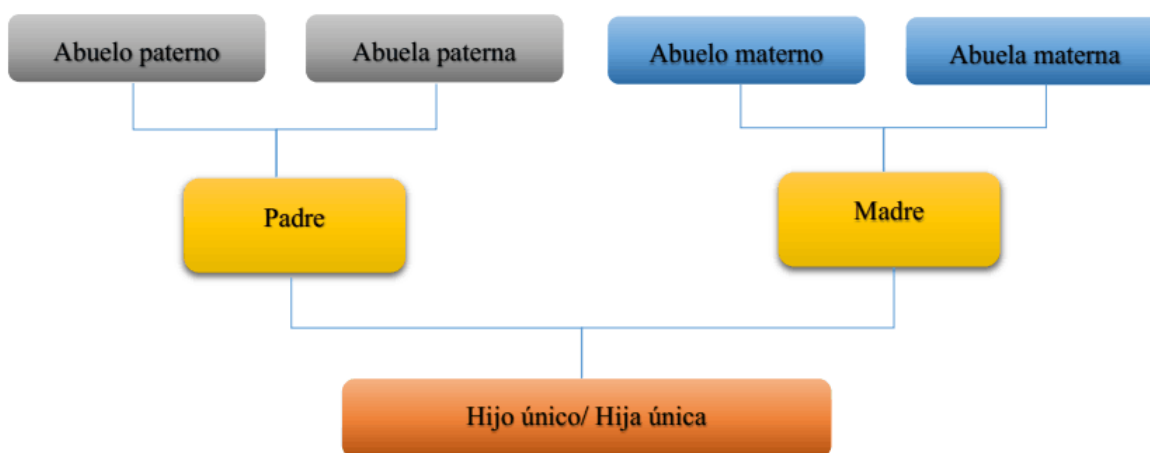 Abuelo paterno
Abuela paterna
Abuelo materno
Abuela materna
Padre
Madre
Hijo único/ Hija única